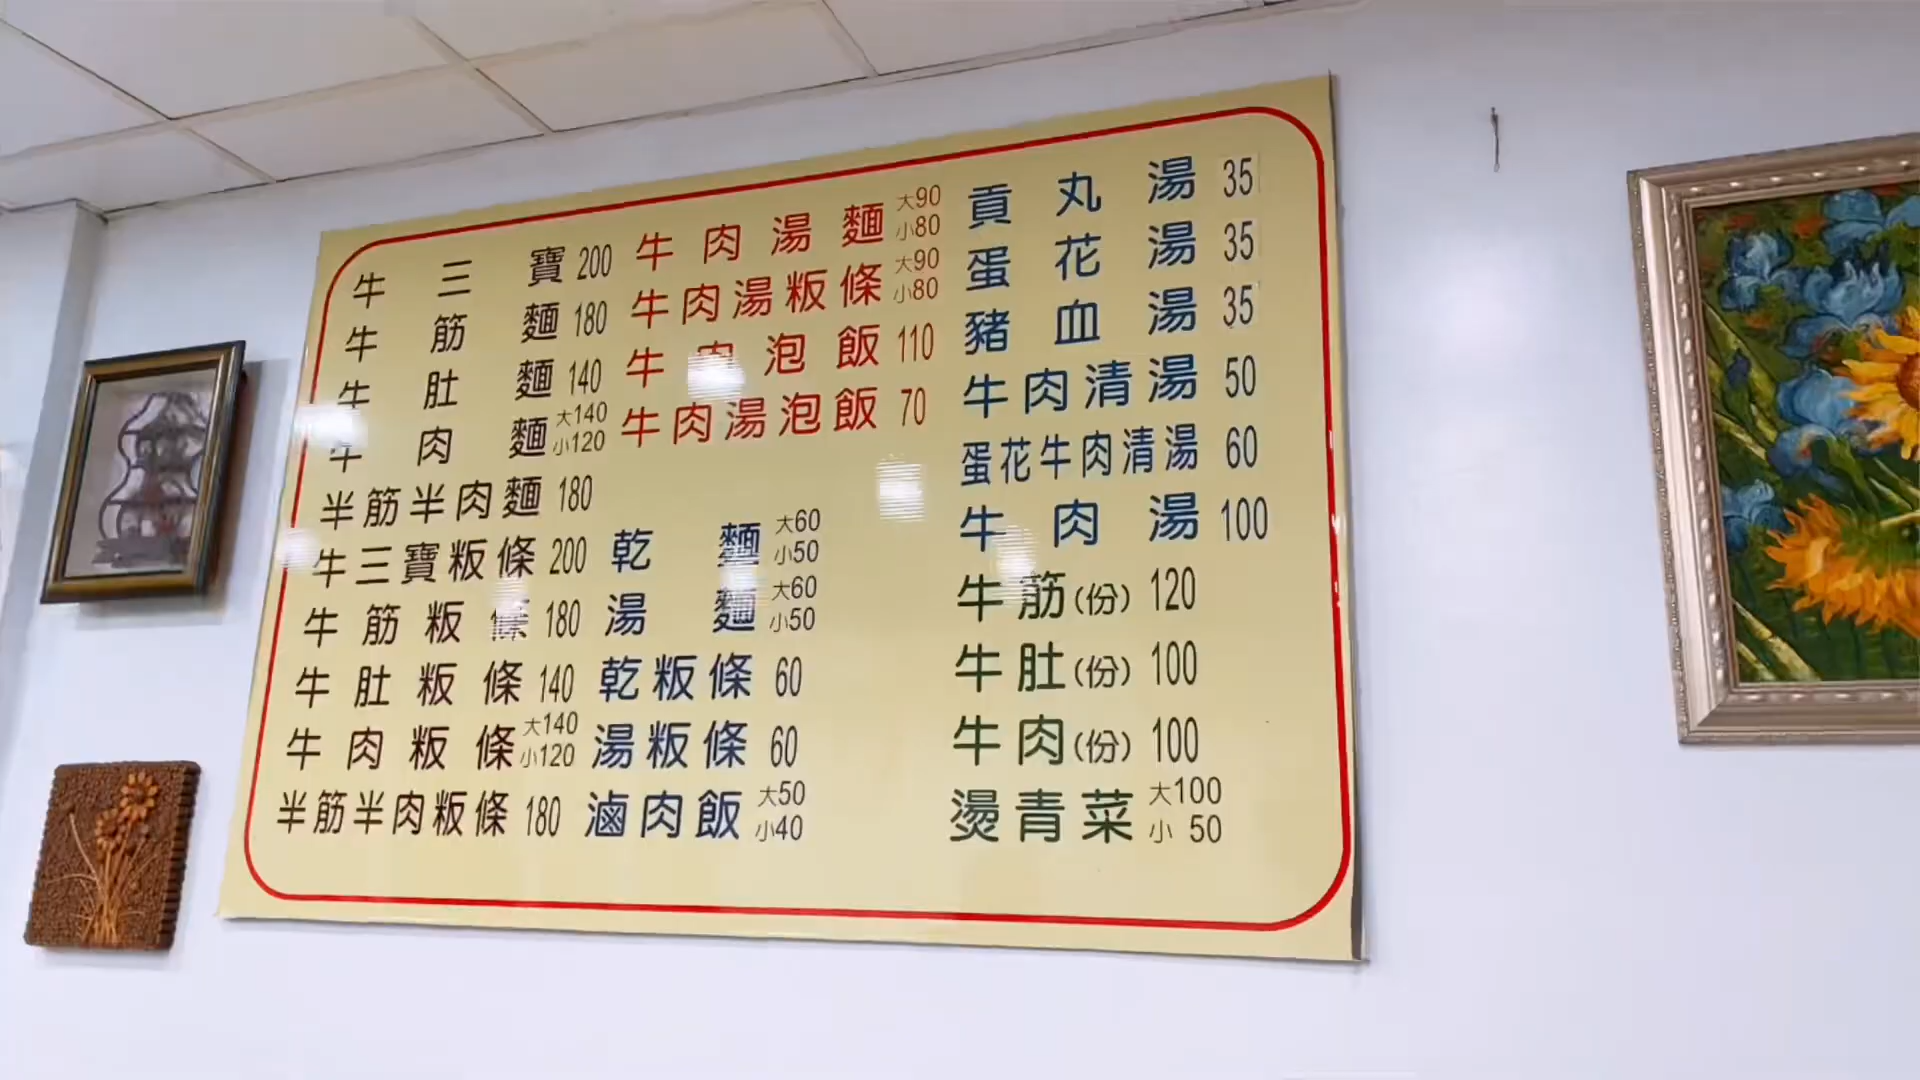 牛三寶 200
牛筋麵 180
牛肚麵 140
牛肉麵 大140 小120
半筋半肉麵 180
牛三寶粄條 200
牛筋粄條 180
牛肚粄條 140
牛肉粄條 大140 小120
半筋半肉粄條 180
牛肉湯麵 大90 小80
牛肉湯粄條 大90 小80
牛肉泡飯 110
牛肉湯泡飯 70
乾麵 大60 小50
湯麵 大60 小50
乾粄條 60
湯粄條 60
滷肉飯 大50 小40
貢丸湯 35
蛋花湯 35
豬血湯 35
牛肉清湯 50
蛋花牛肉清湯 60
牛肉湯 100
牛筋(份) 120
牛肚(份) 100
牛肉(份) 100
燙青菜 大100 小50